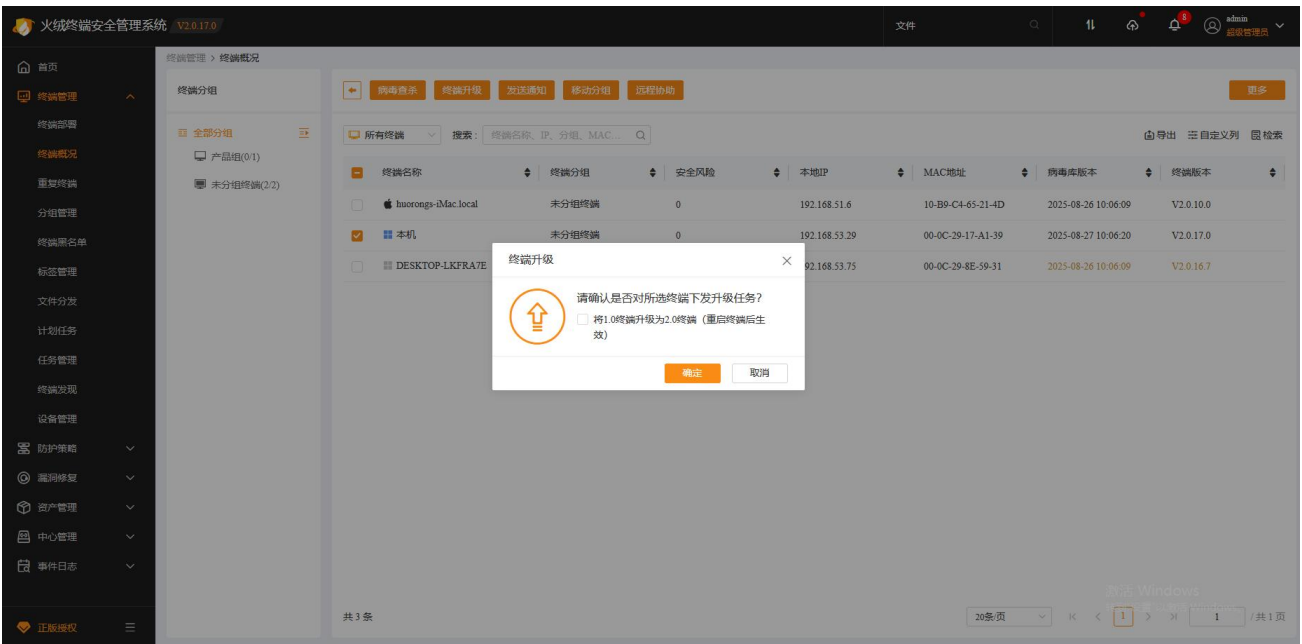 火绒终端安全管理系统 V2.0.17.0
文件
8
admin
超级管理员
首页
终端管理
终端部署
终端概况
重复终端
分组管理
终端黑名单
标签管理
文件分发
计划任务
任务管理
终端发现
设备管理
防护策略
漏洞修复
资产管理
中心管理
事件日志
正版授权
终端管理 > 终端概况
终端分组
全部分组
产品组(0/1)
未分组终端(2/2)
病毒查杀 终端升级 发送通知 移动分组 远程协助 更多
所有终端 搜索: 终端名称、IP、分组、MAC... 导出 自定义列 检索
终端名称 终端分组 安全风险 本地IP MAC地址 病毒库版本 终端版本
huorongs-iMac.local 未分组终端 0 192.168.51.6 10-B9-C4-65-21-4D 2025-08-26 10:06:09 V2.0.10.0
本机 未分组终端 0 192.168.53.29 00-0C-29-17-A1-39 2025-08-27 10:06:20 V2.0.17.0
DESKTOP-LKFRA7E 92.168.53.75 00-0C-29-8E-59-31 2025-08-26 10:06:09 V2.0.16.7
终端升级
请确认是否对所选终端下发升级任务?
将1.0终端升级为2.0终端（重启终端后生
效）
确定 取消
激活 Windows
共 3 条 20条/页 1 1 / 共 1 页